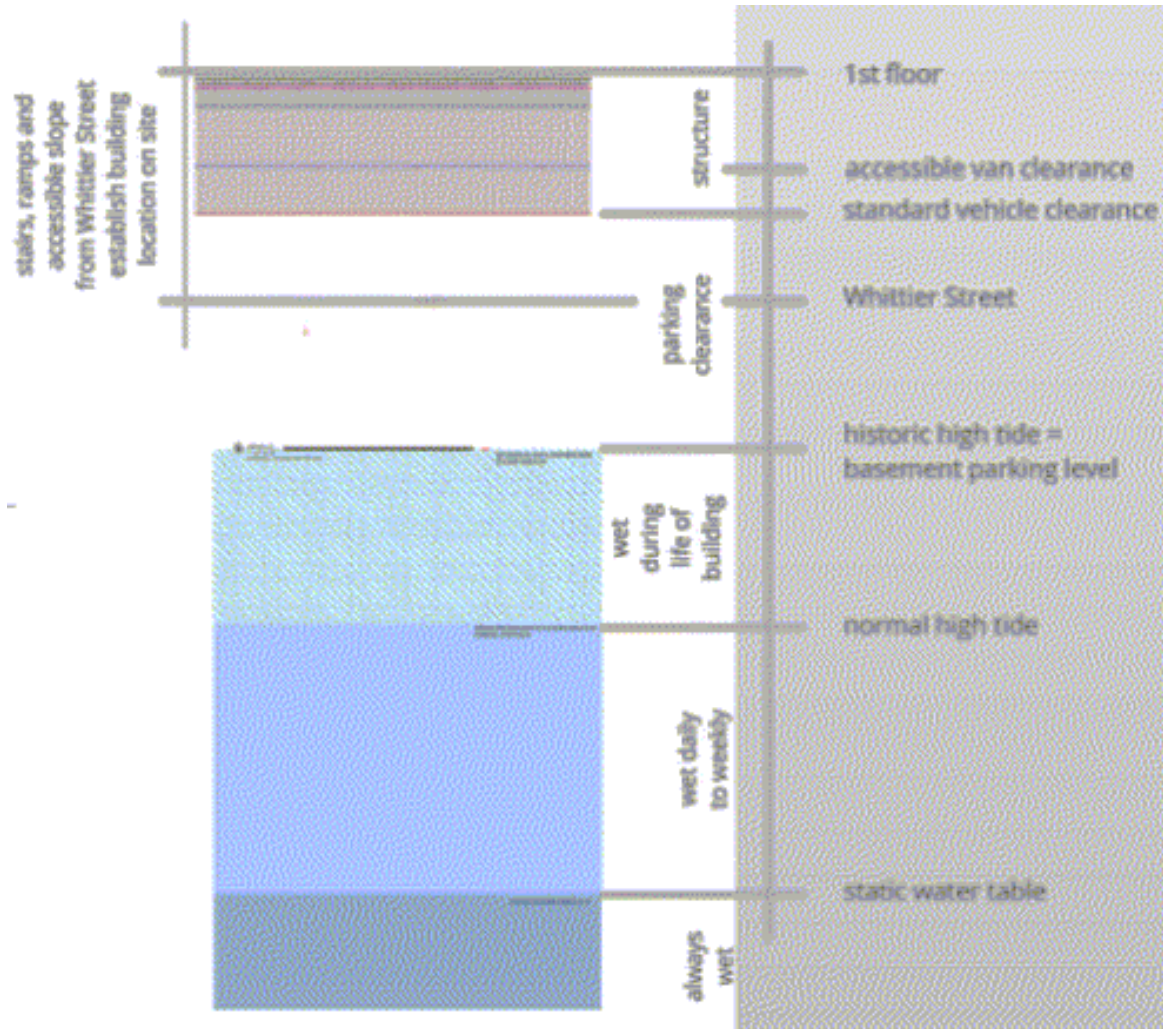 stairs, ramps and
accessible slope
from Whittier Street
establish building
location on site
structure
parking
clearance
wet
during
life of
building
wet daily
to weekly
always
wet
1st floor
accessible van clearance
standard vehicle clearance
Whittier Street
historic high tide =
basement parking level
normal high tide
static water table